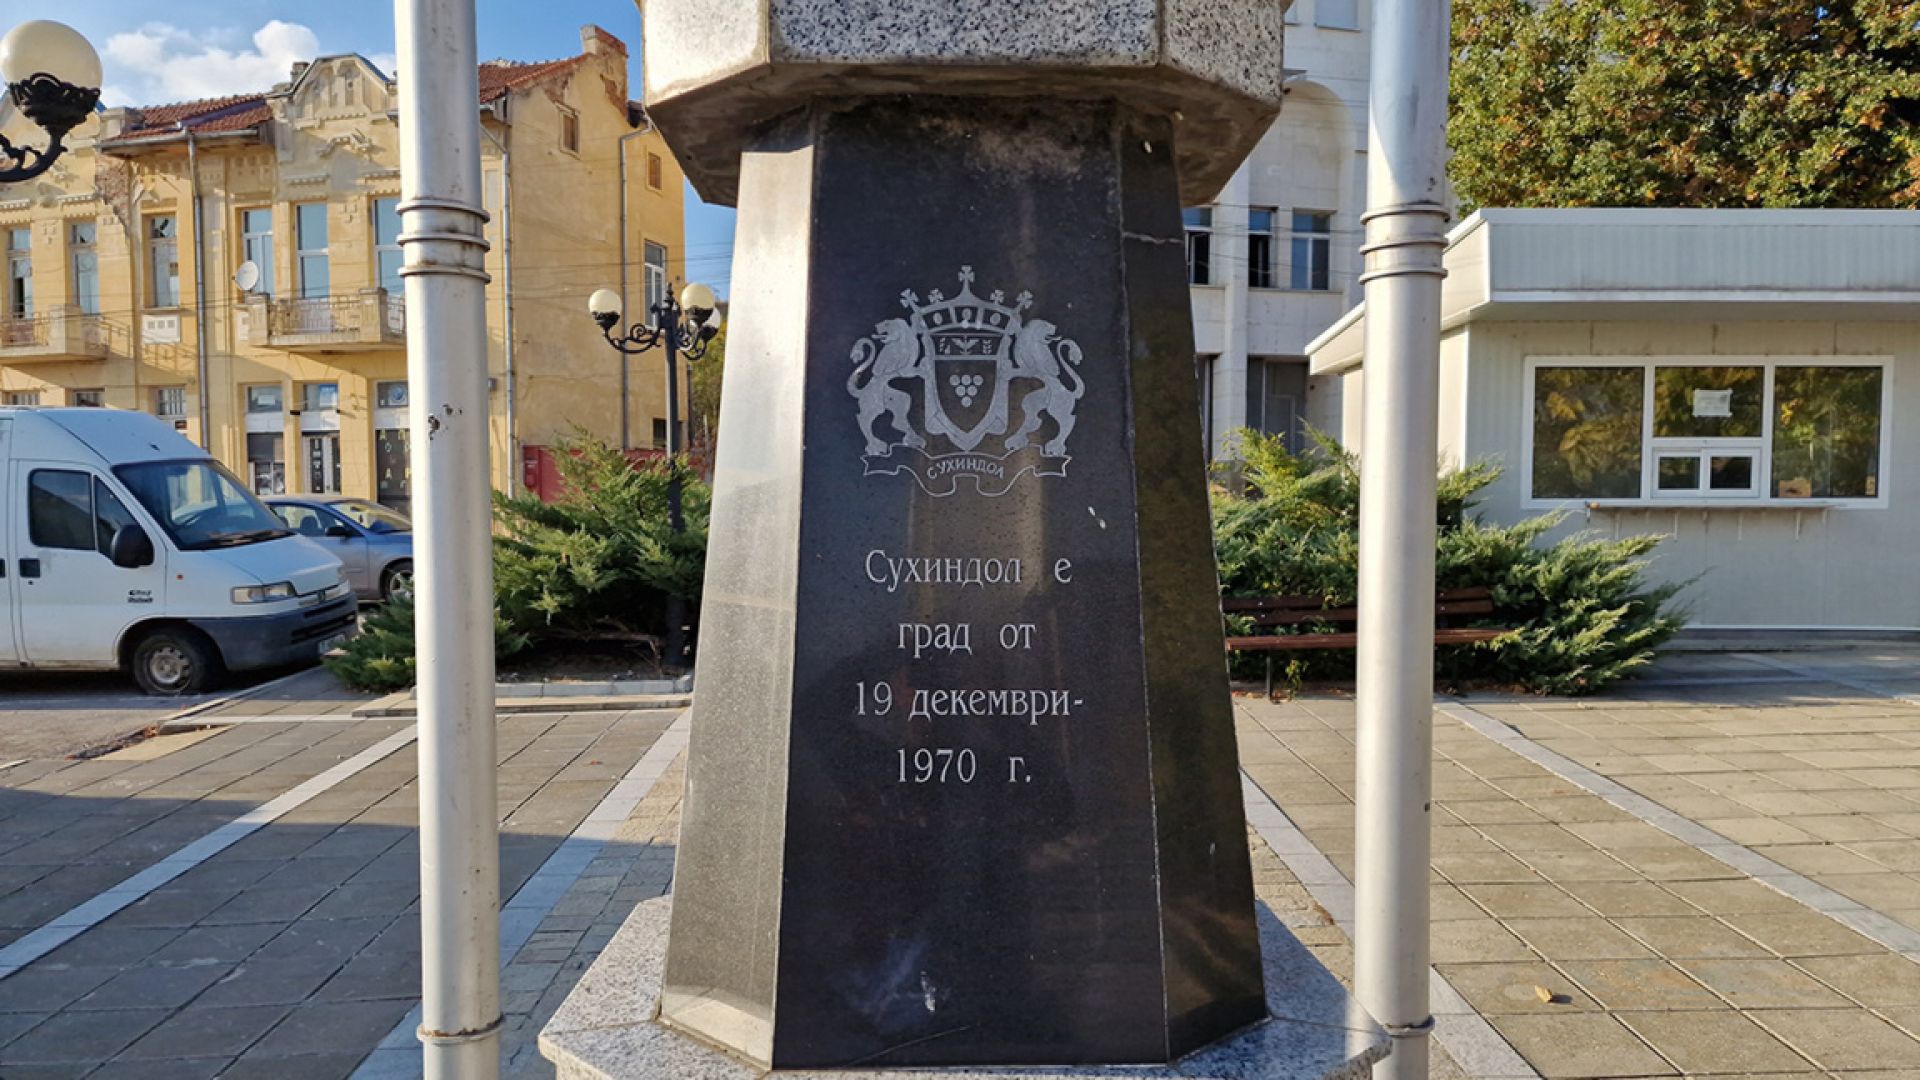 СУХИНДОЛ
Сухиндол е
град от
19 декември-
1970 г.